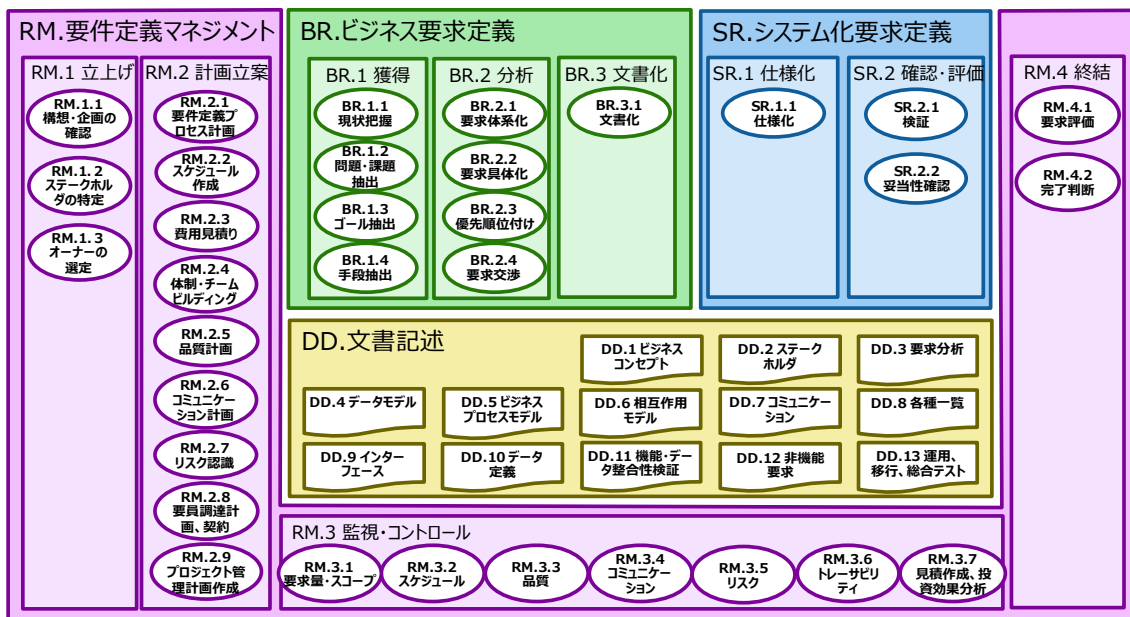 RM.要件定義マネジメント
RM.1 立上げ
RM.1.1
構想・企画の
確認
RM.1.2
ステークホル
ダの特定
RM.1.3
オーナーの
選定
RM.2 計画立案
RM.2.1
要件定義プ
ロセス計画
RM.2.2
スケジュール
作成
RM.2.3
費用見積り
RM.2.4
体制・チーム
ビルディング
RM.2.5
品質計画
RM.2.6
コミュニケー
ション計画
RM.2.7
リスク認識
RM.2.8
要員調達計
画、契約
RM.2.9
プロジェクト管
理計画作成
BR.ビジネス要求定義
BR.1 獲得
BR.1.1
現状把握
BR.1.2
問題・課題
抽出
BR.1.3
ゴール抽出
BR.1.4
手段抽出
BR.2 分析
BR.2.1
要求体系化
BR.2.2
要求具体化
BR.2.3
優先順位付け
BR.2.4
要求交渉
BR.3 文書化
BR.3.1
文書化
SR.システム化要求定義
SR.1 仕様化
SR.1.1
仕様化
SR.2 確認・評価
SR.2.1
検証
SR.2.2
妥当性確認
RM.4 終結
RM.4.1
要求評価
RM.4.2
完了判断
DD.文書記述
DD.1 ビジネス
コンセプト
DD.2 ステーク
ホルダ
DD.3 要求分析
DD.4 データモデル
DD.5 ビジネス
プロセスモデル
DD.6 相互作用
モデル
DD.7 コミュニケー
ション
DD.8 各種一覧
DD.9 インター
フェース
DD.10 データ
定義
DD.11 機能・デー
タ整合性検証
DD.12 非機能
要求
DD.13 運用、
移行、総合テスト
RM.3 監視・コントロール
RM.3.1
要求量・スコープ
RM.3.2
スケジュール
RM.3.3
品質
RM.3.4
コミュニケー
ション
RM.3.5
リスク
RM.3.6
トレーサビリ
ティ
RM.3.7
見積作成、投
資効果分析